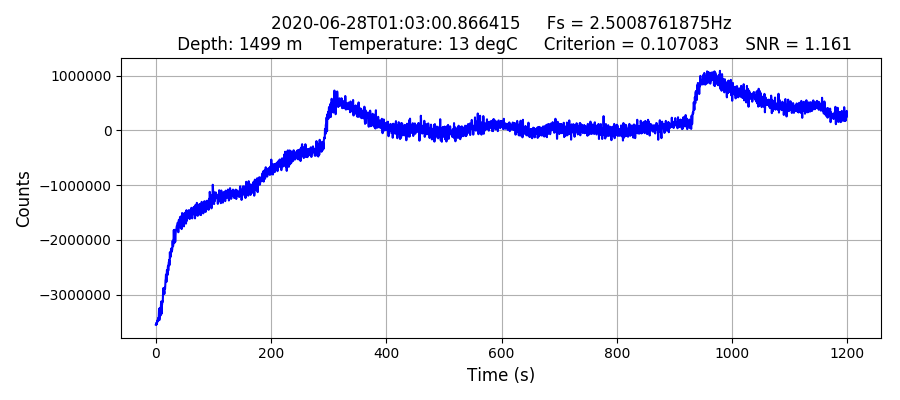 2020-06-28T01:03:00.866415 Fs = 2.5008761875Hz
Depth: 1499 m Temperature: 13 degC Criterion = 0.107083 SNR = 1.161
1000000
0
−1000000
−2000000
−3000000
Counts
0 200 400 600 800 1000 1200
Time (s)